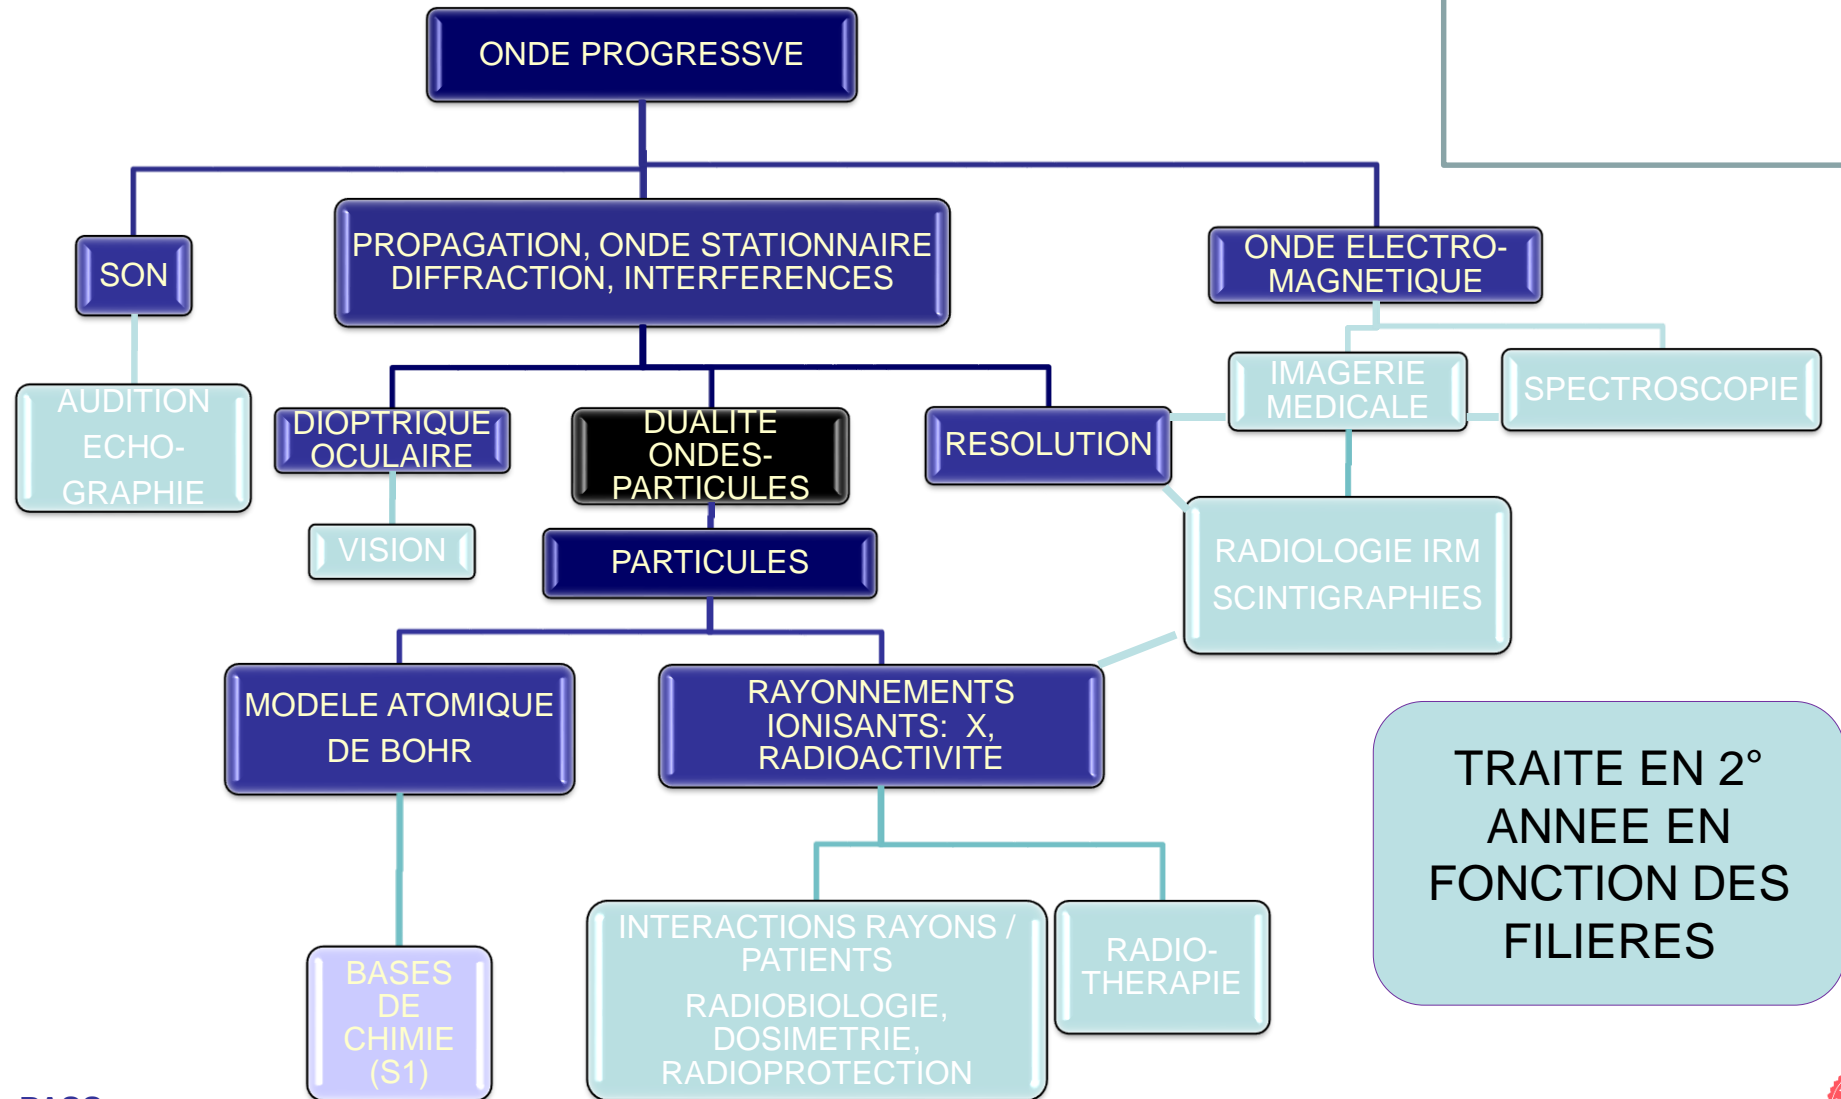 ONDE PROGRESSVE
SON
PROPAGATION, ONDE STATIONNAIRE
DIFFRACTION, INTERFERENCES
ONDE ELECTRO-
MAGNETIQUE
AUDITION
ECHO-
GRAPHIE
DIOPTRIQUE
OCULAIRE
DUALITE
ONDES-
PARTICULES
RESOLUTION
IMAGERIE
MEDICALE
SPECTROSCOPIE
VISION
PARTICULES
RADIOLOGIE IRM
SCINTIGRAPHIES
MODELE ATOMIQUE
DE BOHR
RAYONNEMENTS
IONISANTS: X,
RADIOACTIVITE
BASES
DE
CHIMIE
(S1)
INTERACTIONS RAYONS /
PATIENTS
RADIOBIOLOGIE,
DOSIMETRIE,
RADIOPROTECTION
RADIO-
THERAPIE
TRAITE EN 2°
ANNEE EN
FONCTION DES
FILIERES